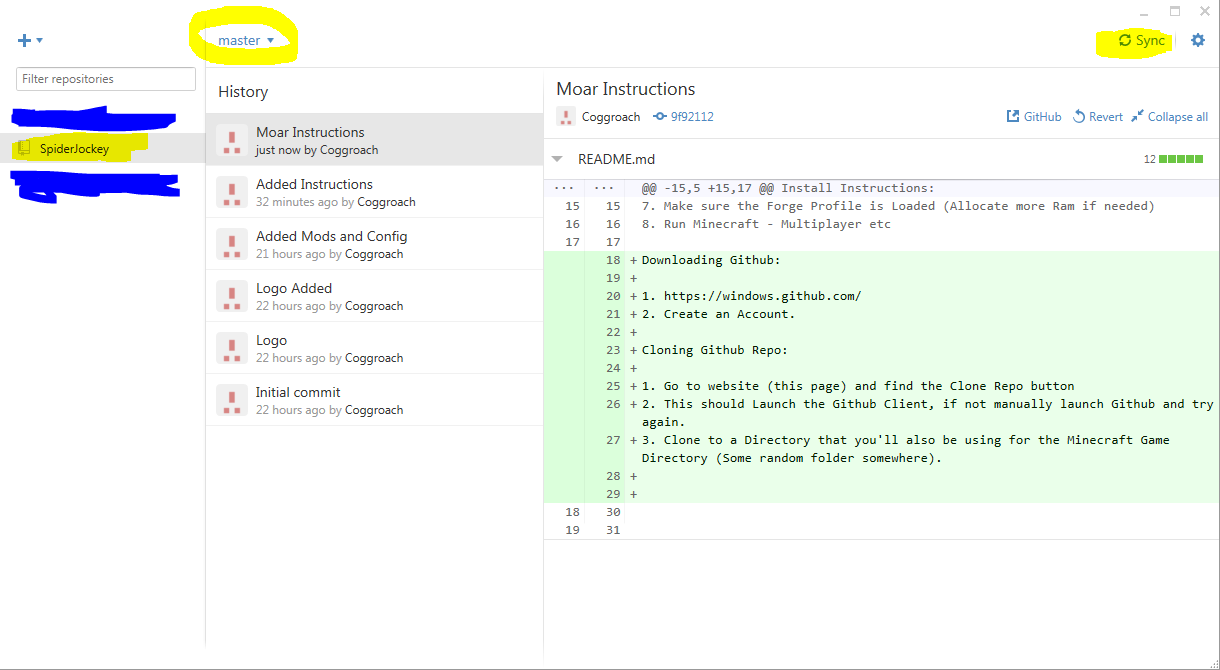 master
Sync
Filter repositories
SpiderJockey
History
Moar Instructions
just now by Coggroach
Added Instructions
32 minutes ago by Coggroach
Added Mods and Config
21 hours ago by Coggroach
Logo Added
22 hours ago by Coggroach
Logo
22 hours ago by Coggroach
Initial commit
22 hours ago by Coggroach
Moar Instructions
Coggroach 9f92112 GitHub Revert Collapse all
README.md 12
... ... @@ -15,5 +15,17 @@ Install Instructions:
15 15 7. Make sure the Forge Profile is Loaded (Allocate more Ram if needed)
16 16 8. Run Minecraft - Multiplayer etc
17 17
18 + Downloading Github:
19 +
20 + 1. https://windows.github.com/
21 + 2. Create an Account.
22 +
23 + Cloning Github Repo:
24 +
25 + 1. Go to website (this page) and find the Clone Repo button
26 + 2. This should Launch the Github Client, if not manually launch Github and try
again.
27 + 3. Clone to a Directory that you'll also be using for the Minecraft Game
Directory (Some random folder somewhere).
28 +
29 +
18 30
19 31